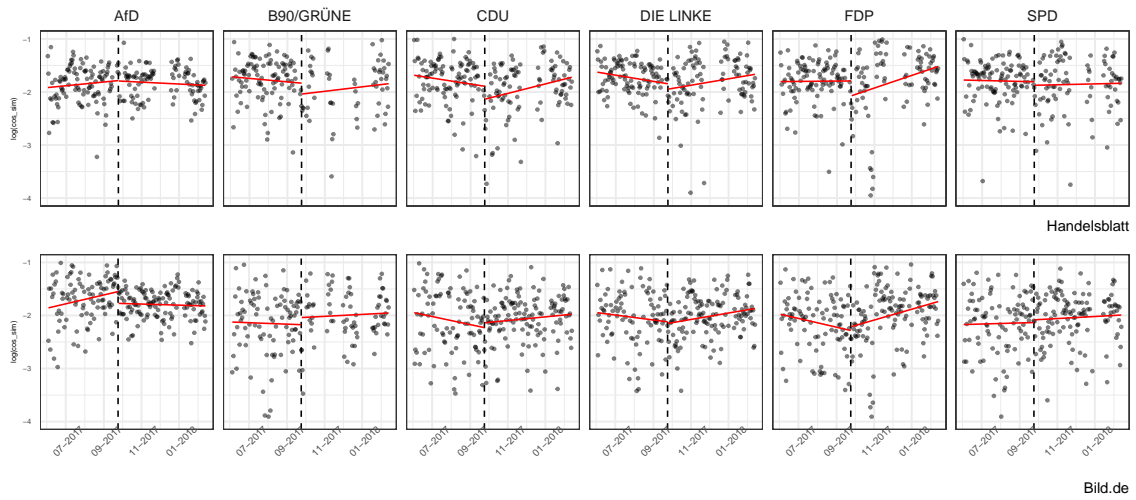 AfD B90/GRÜNE CDU DIE LINKE FDP SPD
−1
−2
−3
−4
log(cos_sim)
Handelsblatt
−1
−2
−3
−4
log(cos_sim)
07−2017 09−2017 11−2017 01−2018 07−2017 09−2017 11−2017 01−2018 07−2017 09−2017 11−2017 01−2018 07−2017 09−2017 11−2017 01−2018 07−2017 09−2017 11−2017 01−2018 07−2017 09−2017 11−2017 01−2018
Bild.de